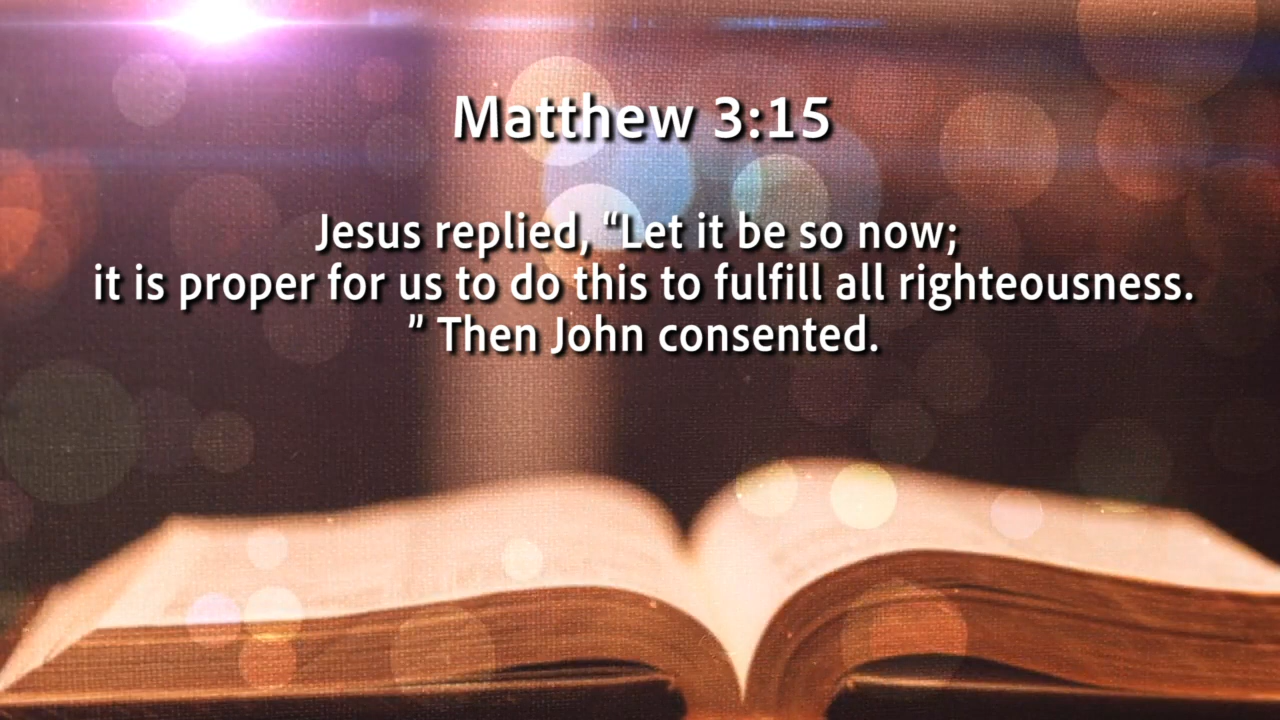 Matthew 3:15
Jesus replied, “Let it be so now;
it is proper for us to do this to fulfill all righteousness.
” Then John consented.